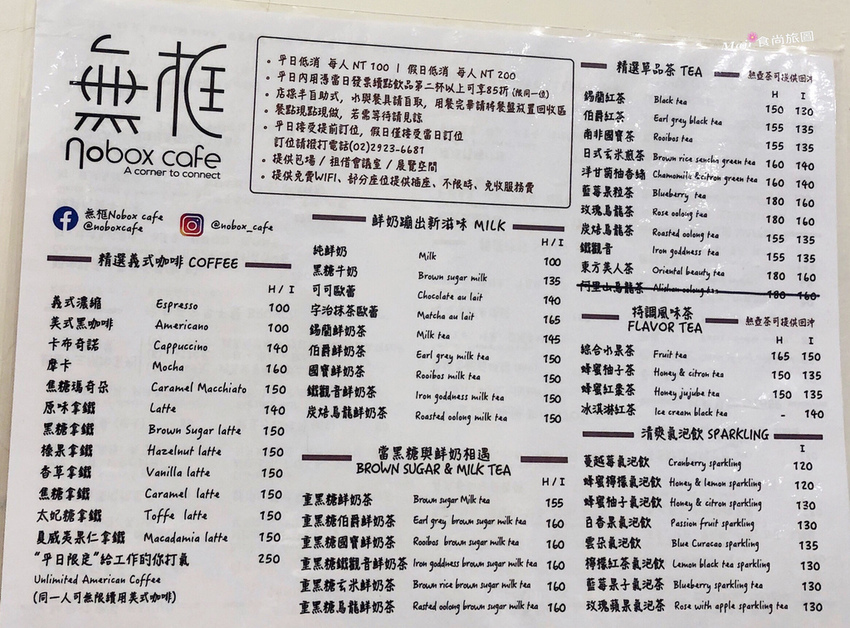 無框
nobox cafe
A corner to connect
無框Nobox cafe
@noboxcafe
@nobox_cafe
• 平日低消 每人 NT 100 | 假日低消 每人 NT 200
• 平日內用憑當日發票續點飲品第二杯以上可享85折 (限同一位)
• 店採半自助式，水與餐具請自取，用餐完畢請將餐盤放置回收區
• 餐點現點現做，若需等待請見諒
• 平日接受提前訂位，假日僅接受當日訂位
訂位請撥打電話(02)2923-6681
• 提供包場 / 租借會議室 / 展覽空間
• 提供免費WIFI、部分座位提供插座、不限時、免收服務費
精選義式咖啡 COFFEE
H / I
義式濃縮 Espresso 100
美式黑咖啡 Americano 100
卡布奇諾 Cappuccino 140
摩卡 Mocha 160
焦糖瑪奇朵 Caramel Macchiato 150
原味拿鐵 Latte 140
黑糖拿鐵 Brown Sugar latte 150
榛果拿鐵 Hazelnut latte 150
香草拿鐵 Vanilla latte 150
焦糖拿鐵 Caramel latte 150
太妃糖拿鐵 Toffe latte 150
夏威夷果仁拿鐵 Macadamia latte 150
"平日限定"給工作的你打氣 250
Unlimited American Coffee
(同一人可無限續用美式咖啡)
鮮奶蹦出新滋味 MILK
H / I
純鮮奶 Milk 100
黑糖牛奶 Brown sugar milk 135
可可歐蕾 Chocolate au lait 140
宇治抹茶歐蕾 Matcha au lait 165
錫蘭鮮奶茶 Milk tea 145
伯爵鮮奶茶 Earl grey milk tea 150
國寶鮮奶茶 Rooibos milk tea 150
鐵觀音鮮奶茶 Iron goddness milk tea 150
炭焙烏龍鮮奶茶 Roasted oolong milk tea 150
當黑糖與鮮奶相遇
BROWN SUGAR & MILK TEA
H / I
重黑糖鮮奶茶 Brown sugar Milk tea 155
重黑糖伯爵鮮奶茶 Earl grey brown sugar milk tea 160
重黑糖國寶鮮奶茶 Rooibos brown sugar milk tea 160
重黑糖鐵觀音鮮奶茶 Iron goddness brown sugar milk tea 160
重黑糖玄米鮮奶茶 Brown rice brown sugar milk tea 160
重黑糖烏龍鮮奶茶 Rasted oolong brown sugar milk tea 160
Mimi 食尚旅圖
精選單品茶 TEA 熱壺茶可提供回沖
H I
錫蘭紅茶 Black tea 150 130
伯爵紅茶 Earl grey black tea 155 135
南非國寶茶 Rooibos tea 155 135
日式玄米煎茶 Brown rice sencha green tea 160 140
洋甘菊柚香綠 Chamomile & citron green tea 160 140
藍莓果粒茶 Blueberry tea 180 160
玫瑰烏龍茶 Rose oolong tea 180 160
炭焙烏龍茶 Roasted oolong tea 155 135
鐵觀音 Iron goddness tea 155 135
東方美人茶 Oriental beauty tea 180 160
阿里山烏龍茶 Alishan oolong tea 180 160
特調風味茶
FLAVOR TEA 熱壺茶可提供回沖
H I
綜合水果茶 Fruit tea 165 150
蜂蜜柚子茶 Honey & citron tea 150 135
蜂蜜紅棗茶 Honey jujube tea 150 135
冰淇淋紅茶 Ice cream black tea - 140
清爽氣泡飲 SPARKLING
I
蔓越莓氣泡飲 Cranberry sparkling 120
蜂蜜檸檬氣泡飲 Honey & lemon sparkling 120
蜂蜜柚子氣泡飲 Honey & citron sparkling 130
百香果氣泡飲 Passion fruit sparkling 130
雲朵氣泡飲 Blue Curacao sparkling 135
檸檬紅茶氣泡飲 Lemon black tea sparkling 130
藍莓果子氣泡茶 Blueberry sparkling tea 130
玫瑰蘋果氣泡茶 Rose with apple sparkling tea 130